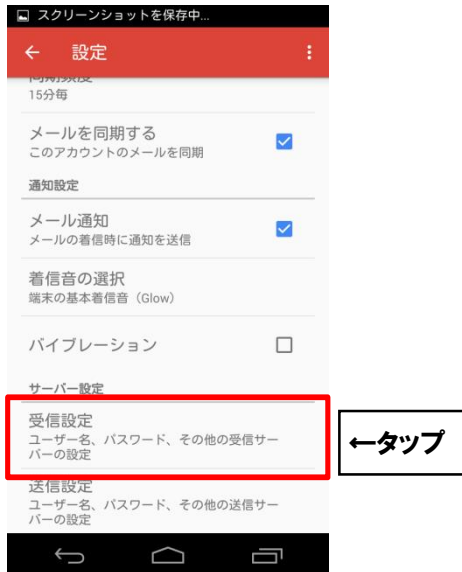 スクリーンショットを保存中...
設定
同期頻度
15分毎
メールを同期する
このアカウントのメールを同期
通知設定
メール通知
メールの着信時に通知を送信
着信音の選択
端末の基本着信音（Glow）
バイブレーション
サーバー設定
受信設定
ユーザー名、パスワード、その他の受信サー
バーの設定
←タップ
送信設定
ユーザー名、パスワード、その他の送信サー
バーの設定